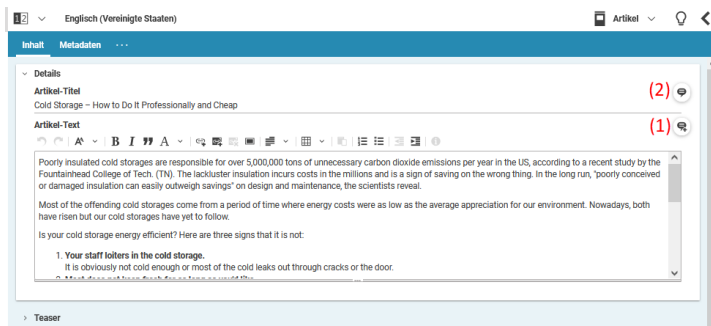 12 Englisch (Vereinigte Staaten) Artikel
Inhalt Metadaten ...
Details
Artikel-Titel
(2)
Cold Storage – How to Do It Professionally and Cheap
Artikel-Text
(1)
B I A
Poorly insulated cold storages are responsible for over 5,000,000 tons of unnecessary carbon dioxide emissions per year in the US, according to a recent study by the
Fountainhead College of Tech. (TN). The lackluster insulation incurs costs in the millions and is a sign of saving on the wrong thing. In the long run, "poorly conceived
or damaged insulation can easily outweigh savings" on design and maintenance, the scientists reveal.
Most of the offending cold storages come from a period of time where energy costs were as low as the average appreciation for our environment. Nowadays, both
have risen but our cold storages have yet to follow.
Is your cold storage energy efficient? Here are three signs that it is not:
1. Your staff loiters in the cold storage.
It is obviously not cold enough or most of the cold leaks out through cracks or the door.
Teaser